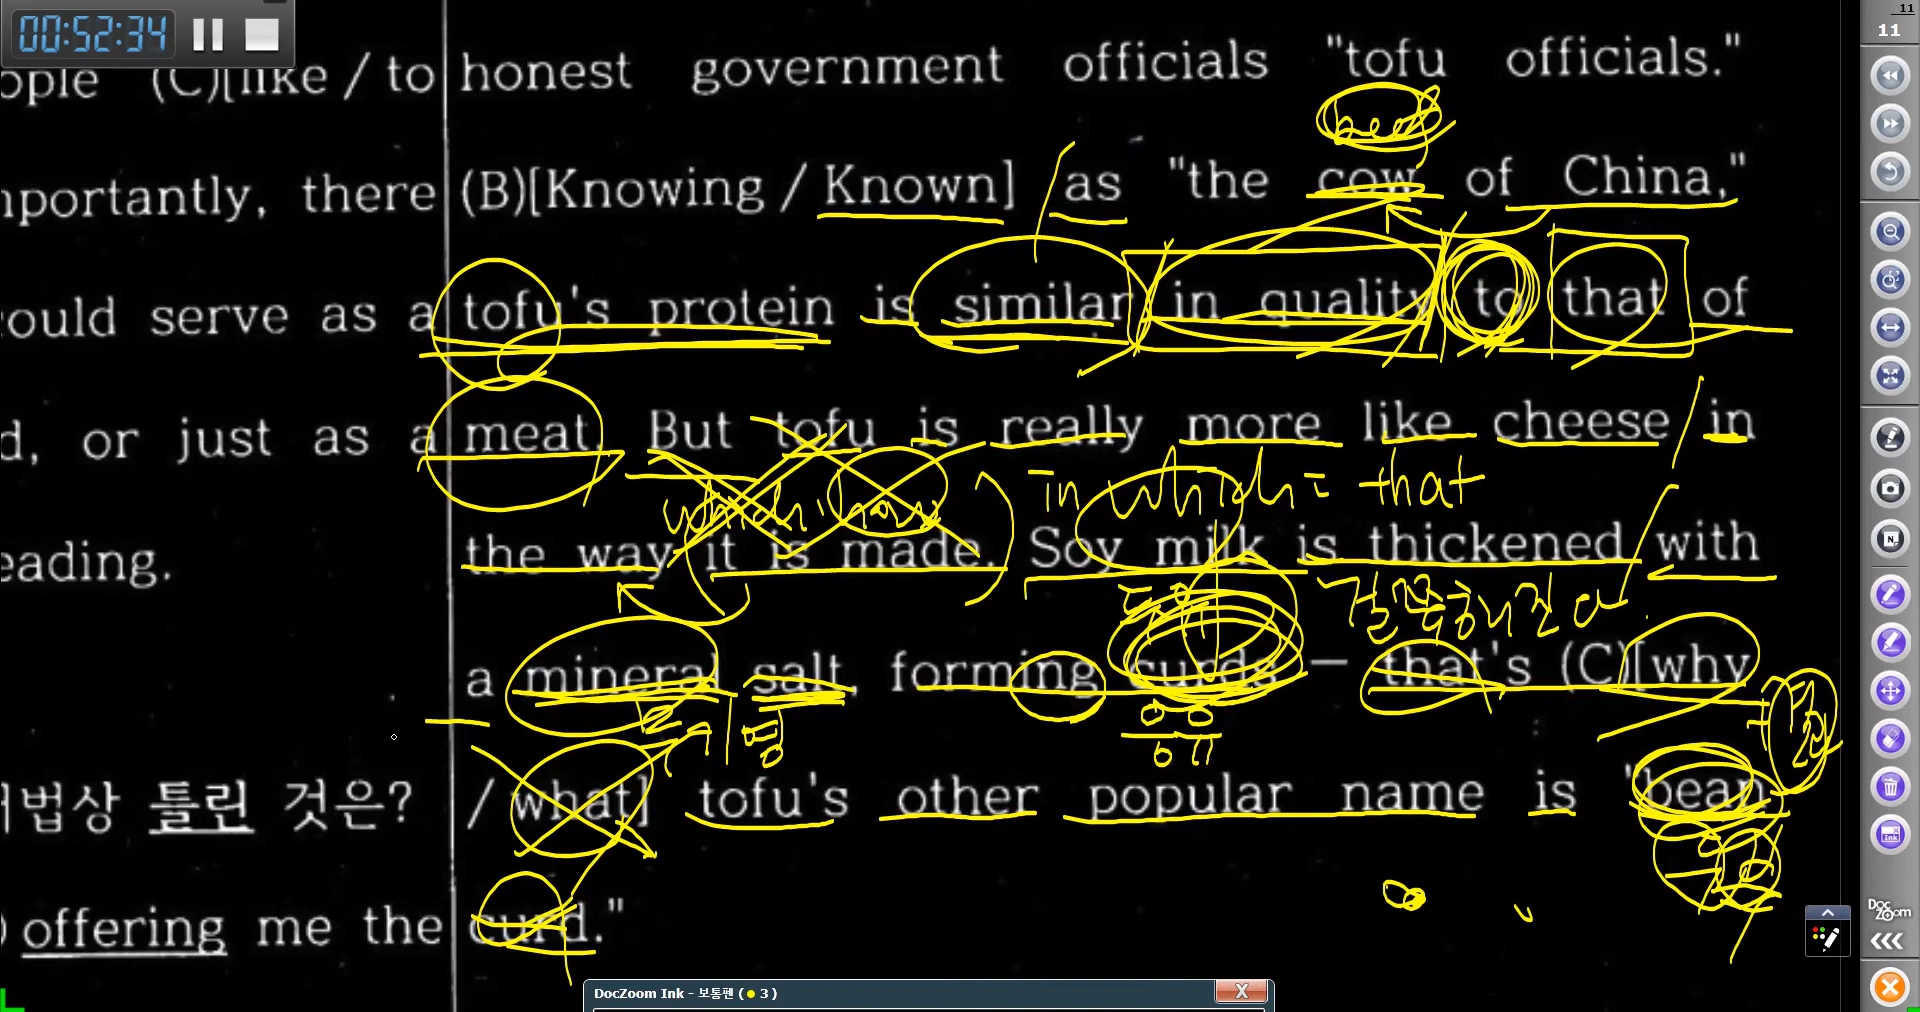 00:52:34
11
11
ople (C)[like / to
honest government officials "tofu officials."
mportantly, there
(B)[Knowing / Known] as "the cow of China,"
ould serve as a
tofu's protein is similar in quality to that of
d, or just as a
meat. But tofu is really more like cheese in
in which = that
eading.
the way it is made. Soy milk is thickened with
a mineral salt, forming curds — that's (C)[why
법상 틀린 것은?
/ what] tofu's other popular name is "bean
offering me the
curd."
Doc Zoom
DocZoom Ink - 보통펜 ( 3 )